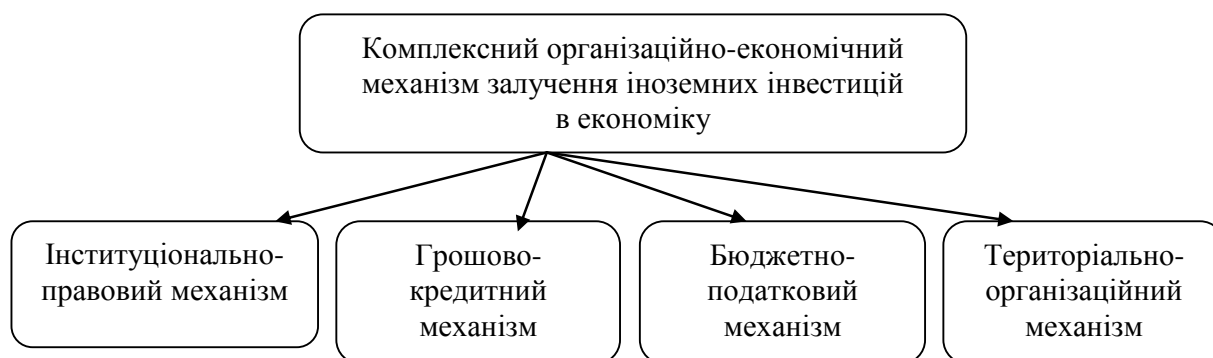 Комплексний організаційно-економічний
механізм залучення іноземних інвестицій
в економіку
Інституціонально-
правовий механізм
Грошово-
кредитний
механізм
Бюджетно-
податковий
механізм
Територіально-
організаційний
механізм